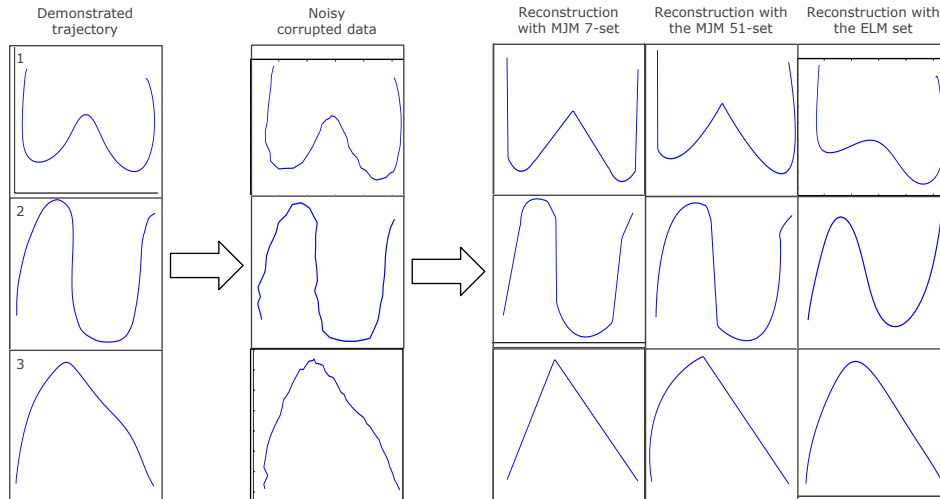 Demonstrated
trajectory
Noisy
corrupted data
Reconstruction
with MJM 7-set
Reconstruction with
the MJM 51-set
Reconstruction with
the ELM set
1
2
3